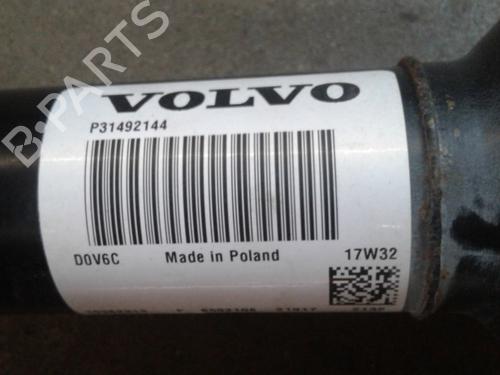 B-PARTS
VOLVO
P31492144
D0V6C Made in Poland 17W32